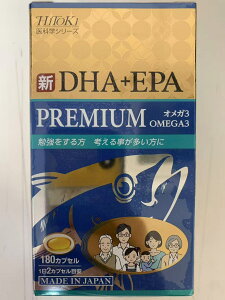 HITOKI
医科学シリーズ
新 DHA+EPA
PREMIUM オメガ3
OMEGA3
勉強をする方 考える事が多い方に
180カプセル
1日2カプセル目安
MADE IN JAPAN